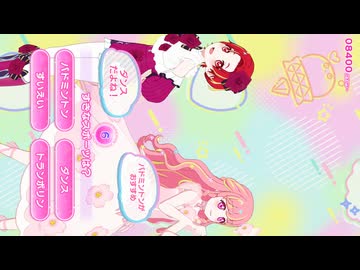 08400
ダンス
だよね!
バドミントンが
おすすめ
すきなスポーツは?
バドミントン
ダンス
すいえい
トランポリン